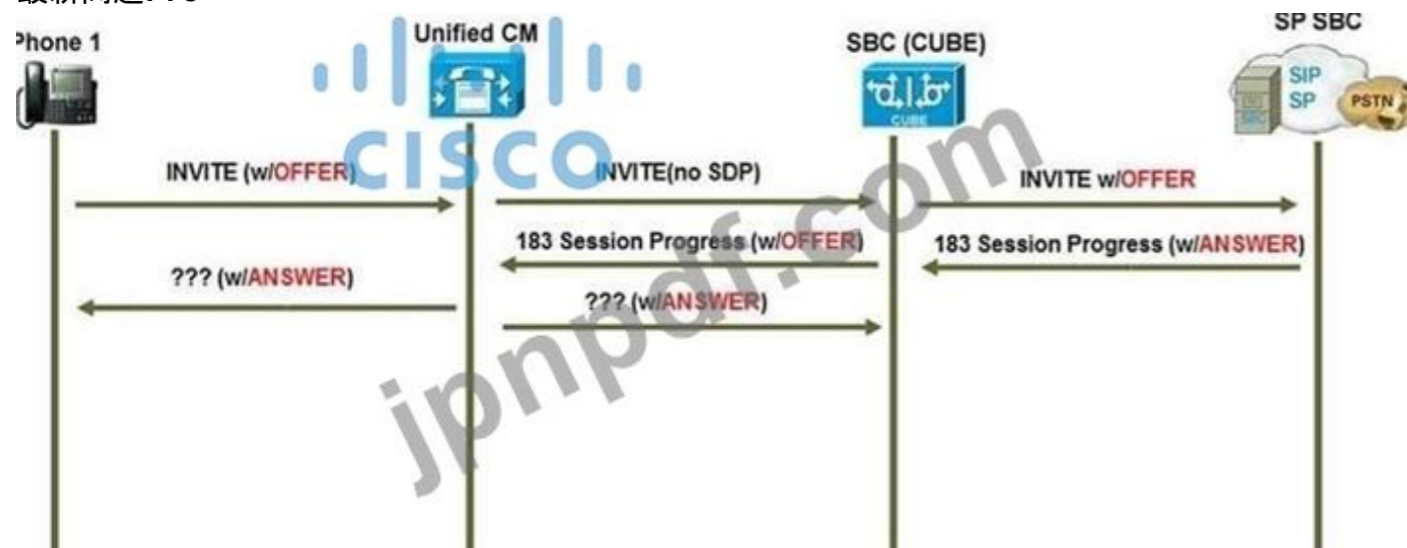 Phone 1
Unified CM
SBC (CUBE)
SP SBC
SIP
SP
PSTN
CUBE
CISCO
INVITE (w/OFFER)
INVITE(no SDP)
INVITE w/OFFER
183 Session Progress (w/OFFER)
183 Session Progress (w/ANSWER)
??? (w/ANSWER)
??? (w/ANSWER)
jpnpdf.com